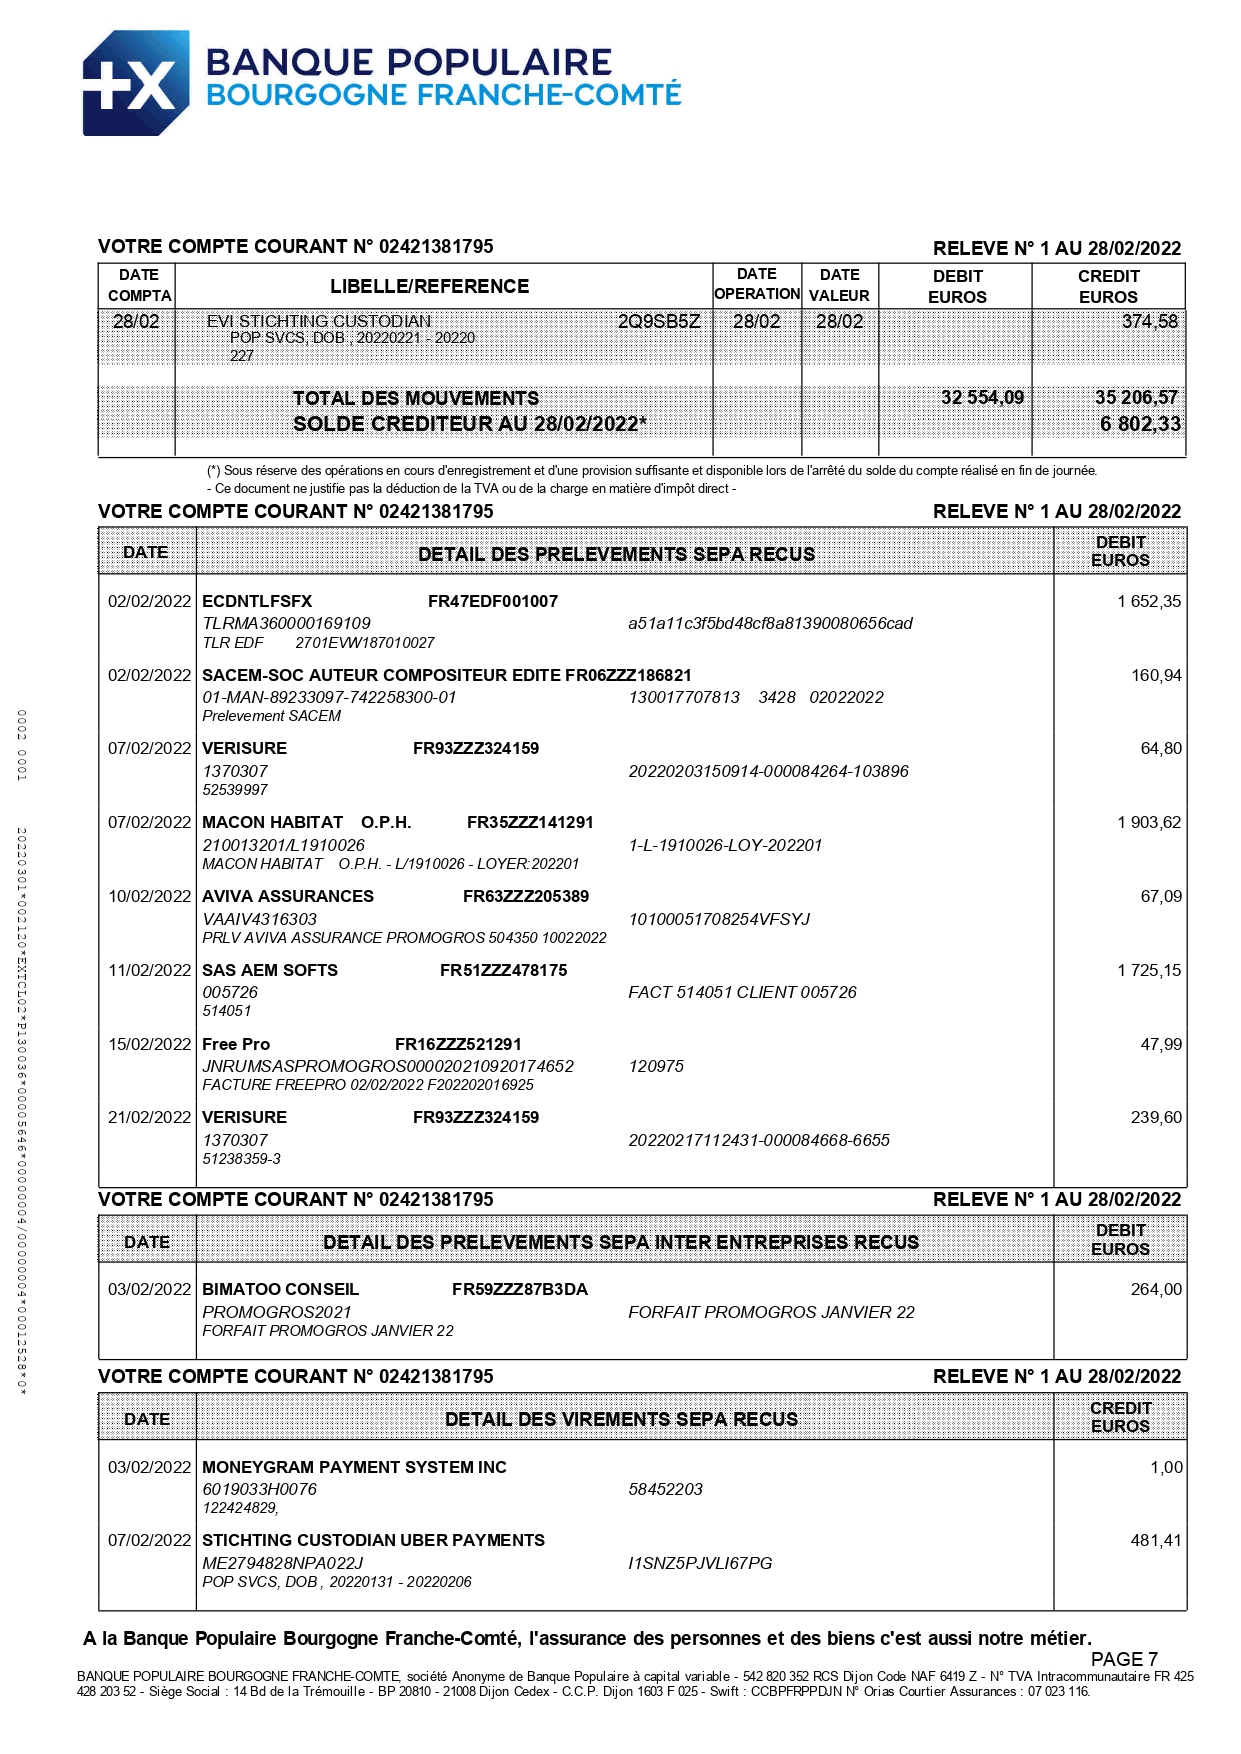 +X BANQUE POPULAIRE
BOURGOGNE FRANCHE-COMTÉ
VOTRE COMPTE COURANT N° 02421381795 RELEVE N° 1 AU 28/02/2022
DATE COMPTA LIBELLE/REFERENCE DATE OPERATION DATE VALEUR DEBIT EUROS CREDIT EUROS
28/02 EVI STICHTING CUSTODIAN 2Q9SB5Z 28/02 28/02 374,58
POP SVCS, DOB , 20220221 - 20220
227
TOTAL DES MOUVEMENTS 32 554,09 35 206,57
SOLDE CREDITEUR AU 28/02/2022* 6 802,33
(*) Sous réserve des opérations en cours d'enregistrement et d'une provision suffisante et disponible lors de l'arrêté du solde du compte réalisé en fin de journée.
- Ce document ne justifie pas la déduction de la TVA ou de la charge en matière d'impôt direct -
VOTRE COMPTE COURANT N° 02421381795 RELEVE N° 1 AU 28/02/2022
DATE DETAIL DES PRELEVEMENTS SEPA RECUS DEBIT EUROS
02/02/2022 ECDNTLFSFX FR47EDF001007 1 652,35
TLRMA360000169109 a51a11c3f5bd48cf8a81390080656cad
TLR EDF 2701EVW187010027
02/02/2022 SACEM-SOC AUTEUR COMPOSITEUR EDITE FR06ZZZ186821 160,94
01-MAN-89233097-742258300-01 130017707813 3428 02022022
Prelevement SACEM
07/02/2022 VERISURE FR93ZZZ324159 64,80
1370307 20220203150914-000084264-103896
52539997
07/02/2022 MACON HABITAT O.P.H. FR35ZZZ141291 1 903,62
210013201/L1910026 1-L-1910026-LOY-202201
MACON HABITAT O.P.H. - L/1910026 - LOYER:202201
10/02/2022 AVIVA ASSURANCES FR63ZZZ205389 67,09
VAAIV4316303 10100051708254VFSYJ
PRLV AVIVA ASSURANCE PROMOGROS 504350 10022022
11/02/2022 SAS AEM SOFTS FR51ZZZ478175 1 725,15
005726 FACT 514051 CLIENT 005726
514051
15/02/2022 Free Pro FR16ZZZ521291 47,99
JNRUMSASPROMOGROS000020210920174652 120975
FACTURE FREEPRO 02/02/2022 F202202016925
21/02/2022 VERISURE FR93ZZZ324159 239,60
1370307 20220217112431-000084668-6655
51238359-3
VOTRE COMPTE COURANT N° 02421381795 RELEVE N° 1 AU 28/02/2022
DATE DETAIL DES PRELEVEMENTS SEPA INTER ENTREPRISES RECUS DEBIT EUROS
03/02/2022 BIMATOO CONSEIL FR59ZZZ87B3DA 264,00
PROMOGROS2021 FORFAIT PROMOGROS JANVIER 22
FORFAIT PROMOGROS JANVIER 22
VOTRE COMPTE COURANT N° 02421381795 RELEVE N° 1 AU 28/02/2022
DATE DETAIL DES VIREMENTS SEPA RECUS CREDIT EUROS
03/02/2022 MONEYGRAM PAYMENT SYSTEM INC 1,00
6019033H0076 58452203
122424829,
07/02/2022 STICHTING CUSTODIAN UBER PAYMENTS 481,41
ME2794828NPA022J I1SNZ5PJVLI67PG
POP SVCS, DOB , 20220131 - 20220206
A la Banque Populaire Bourgogne Franche-Comté, l'assurance des personnes et des biens c'est aussi notre métier.
PAGE 7
BANQUE POPULAIRE BOURGOGNE FRANCHE-COMTE, société Anonyme de Banque Populaire à capital variable - 542 820 352 RCS Dijon Code NAF 6419 Z - N° TVA Intracommunautaire FR 425
428 203 52 - Siège Social : 14 Bd de la Trémouille - BP 20810 - 21008 Dijon Cedex - C.C.P. Dijon 1603 F 025 - Swift : CCBPFRPPDJN N° Orias Courtier Assurances : 07 023 116.
0002 0001 20220301*002120*EXTCL02*P130036*00005646*00000004/00000004*00012528*0*